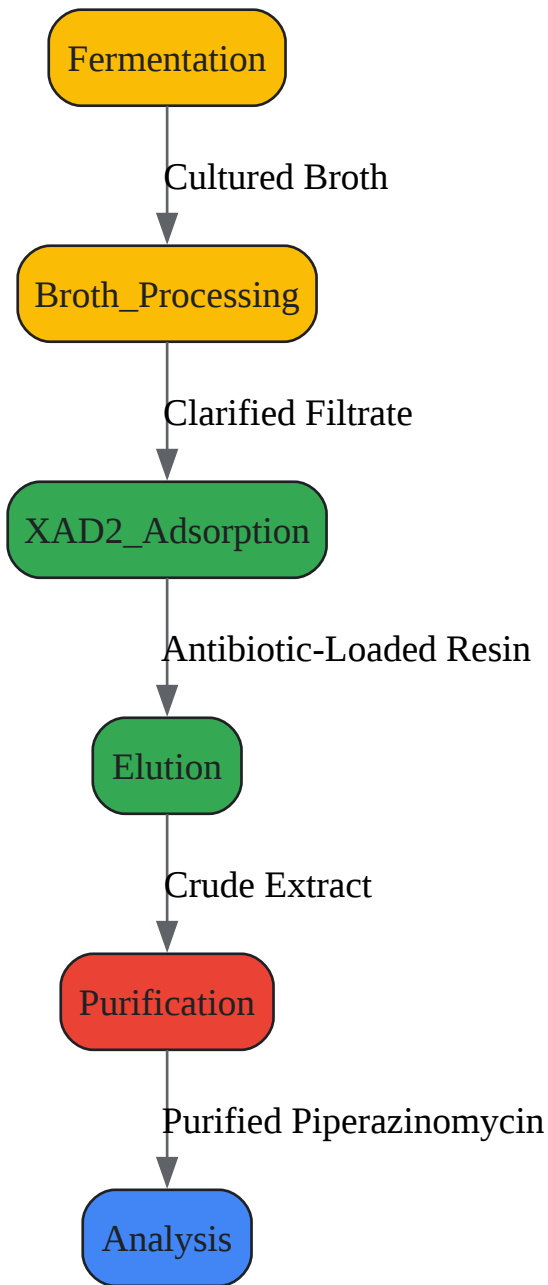 Fermentation
Cultured Broth
Broth_Processing
Clarified Filtrate
XAD2_Adsorption
Antibiotic-Loaded Resin
Elution
Crude Extract
Purification
Purified Piperazinomycin
Analysis